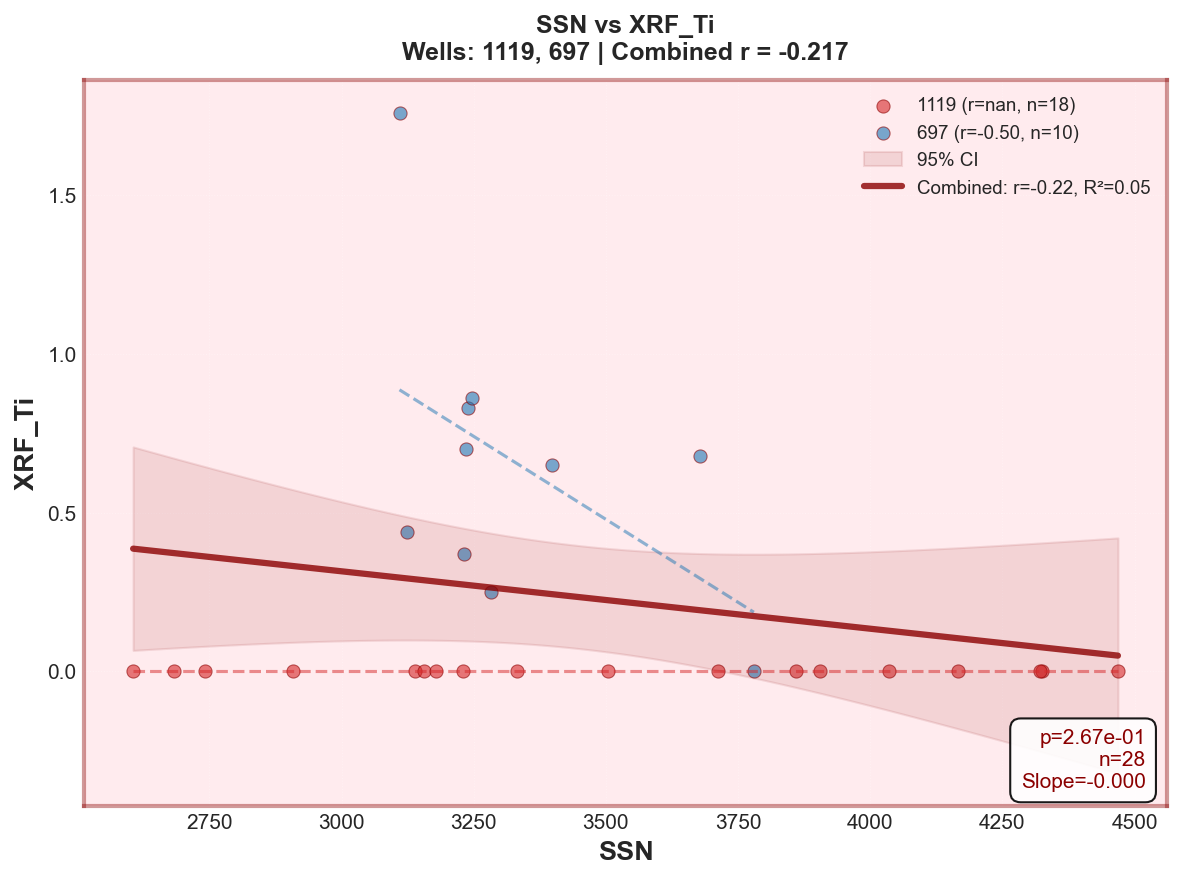 SSN vs XRF_Ti
Wells: 1119, 697 | Combined r = -0.217
1119 (r=nan, n=18)
697 (r=-0.50, n=10)
95% CI
Combined: r=-0.22, R²=0.05
XRF_Ti
1.5
1.0
0.5
0.0
p=2.67e-01
n=28
Slope=-0.000
2750 3000 3250 3500 3750 4000 4250 4500
SSN